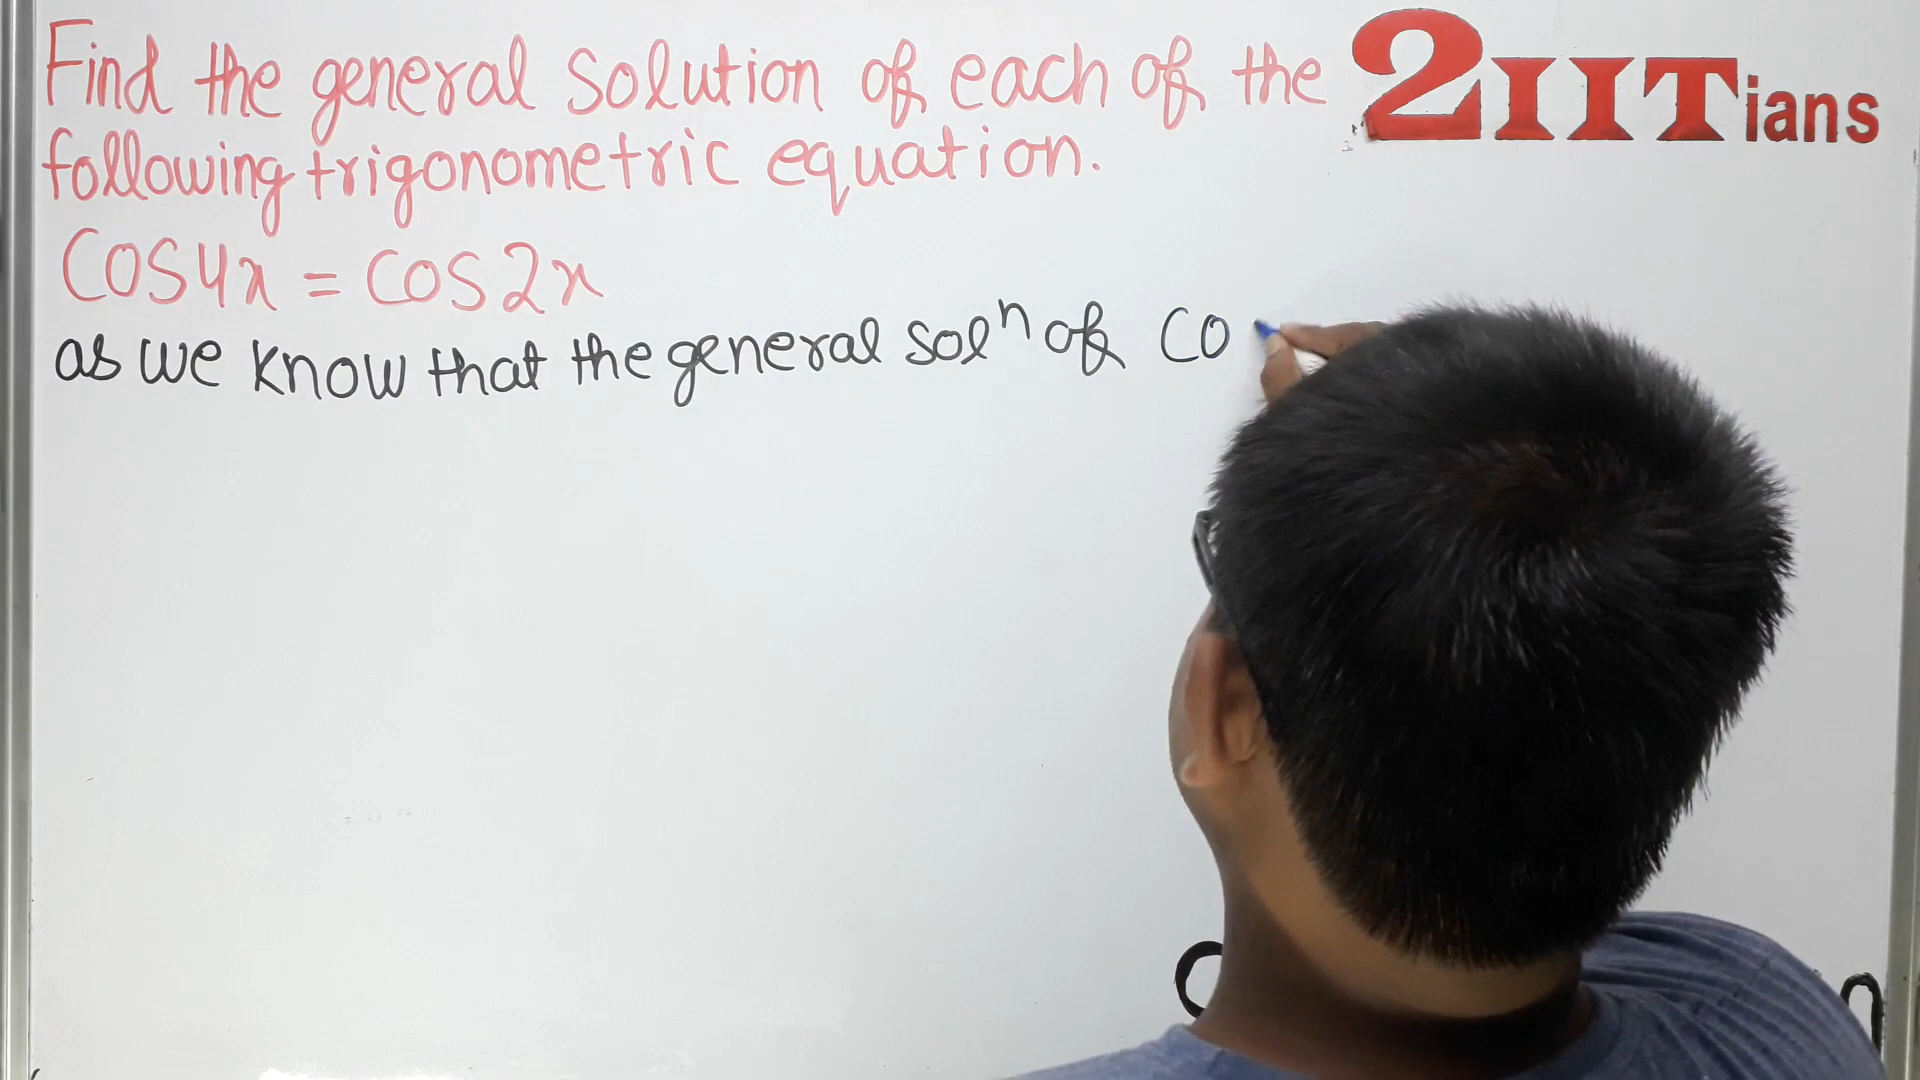 Find the general solution of each of the
2IITians
following trigonometric equation.
Cos4x = cos2x
as we know that the general solⁿ of CO